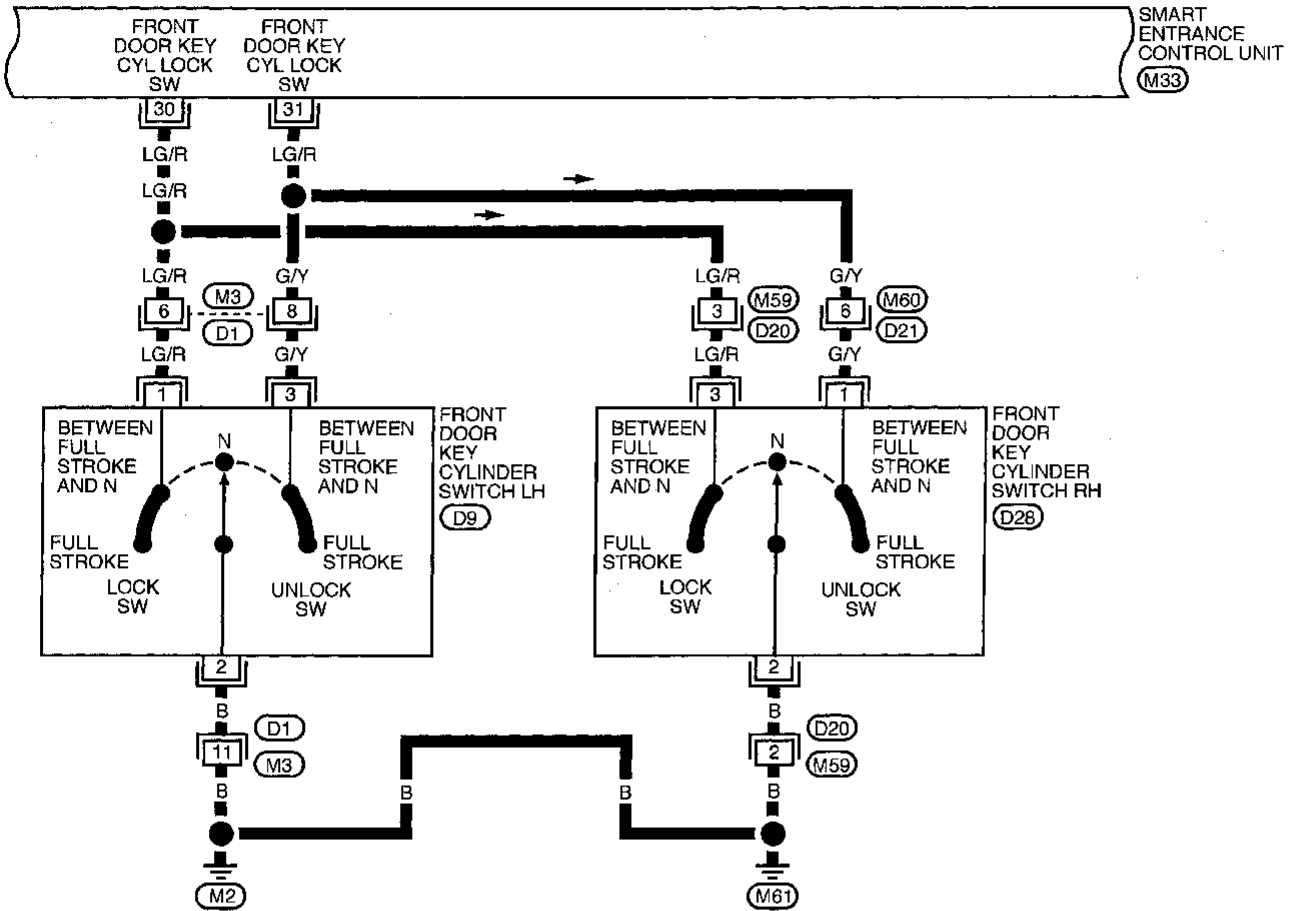 SMART
ENTRANCE
CONTROL UNIT
M33
FRONT
DOOR KEY
CYL LOCK
SW
FRONT
DOOR KEY
CYL LOCK
SW
30
31
LG/R
LG/R
LG/R
LG/R
G/Y
LG/R
G/Y
6
M3
D1
8
3
M59
D20
6
M60
D21
LG/R
G/Y
LG/R
G/Y
1
3
3
1
BETWEEN
FULL
STROKE
AND N
N
BETWEEN
FULL
STROKE
AND N
FULL
STROKE
FULL
STROKE
LOCK
SW
UNLOCK
SW
FRONT
DOOR
KEY
CYLINDER
SWITCH LH
D9
BETWEEN
FULL
STROKE
AND N
N
BETWEEN
FULL
STROKE
AND N
FULL
STROKE
FULL
STROKE
LOCK
SW
UNLOCK
SW
FRONT
DOOR
KEY
CYLINDER
SWITCH RH
D28
2
2
B
B
11
D1
M3
2
D20
M59
B
B
B
B
M2
M61